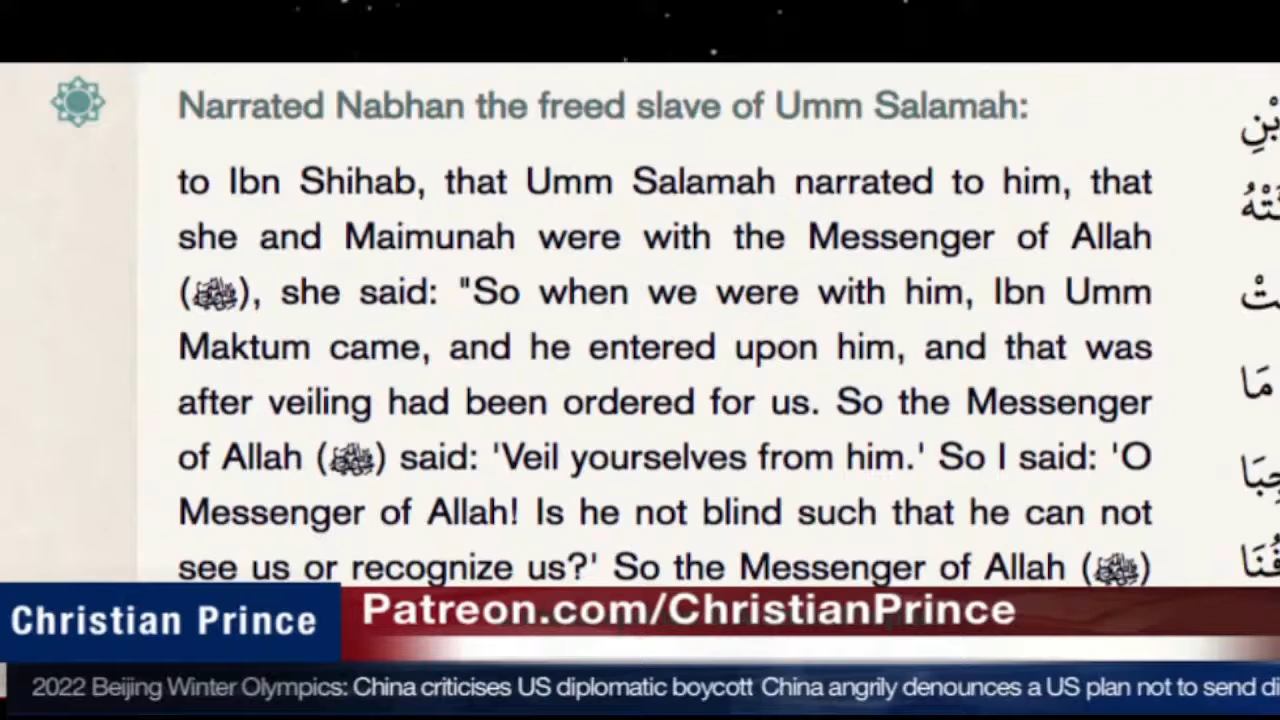 Narrated Nabhan the freed slave of Umm Salamah:
to Ibn Shihab, that Umm Salamah narrated to him, that
she and Maimunah were with the Messenger of Allah
(ﷺ), she said: "So when we were with him, Ibn Umm
Maktum came, and he entered upon him, and that was
after veiling had been ordered for us. So the Messenger
of Allah (ﷺ) said: 'Veil yourselves from him.' So I said: 'O
Messenger of Allah! Is he not blind such that he can not
see us or recognize us?' So the Messenger of Allah (ﷺ)
Christian Prince
Patreon.com/ChristianPrince
2022 Beijing Winter Olympics: China criticises US diplomatic boycott China angrily denounces a US plan not to send di